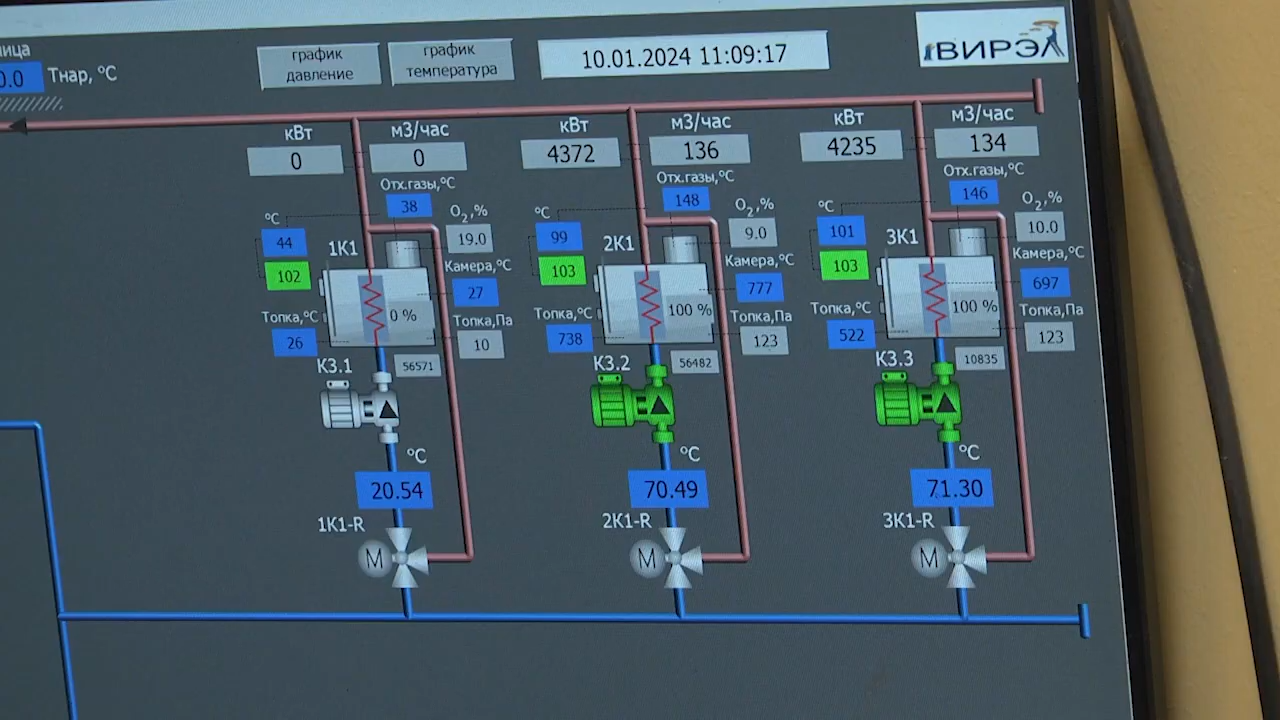 график
давление
график
температура
10.01.2024 11:09:17
ВИРЭЛ
Тнар, °C
кВт
м3/час
0
0
Отх.газы,°C
38
°C
O₂,%
44
19.0
1К1
102
Камера,°C
27
0 %
Топка,°C
Топка,Па
26
10
К3.1
56571
°C
20.54
1К1-R
M
кВт
м3/час
4372
136
Отх.газы,°C
148
°C
O₂,%
99
9.0
2К1
103
Камера,°C
777
100 %
Топка,°C
Топка,Па
738
123
К3.2
56482
°C
70.49
2К1-R
M
кВт
м3/час
4235
134
Отх.газы,°C
146
°C
O₂,%
101
10.0
3К1
103
Камера,°C
697
100 %
Топка,°C
Топка,Па
522
123
К3.3
10835
°C
71.30
3К1-R
M